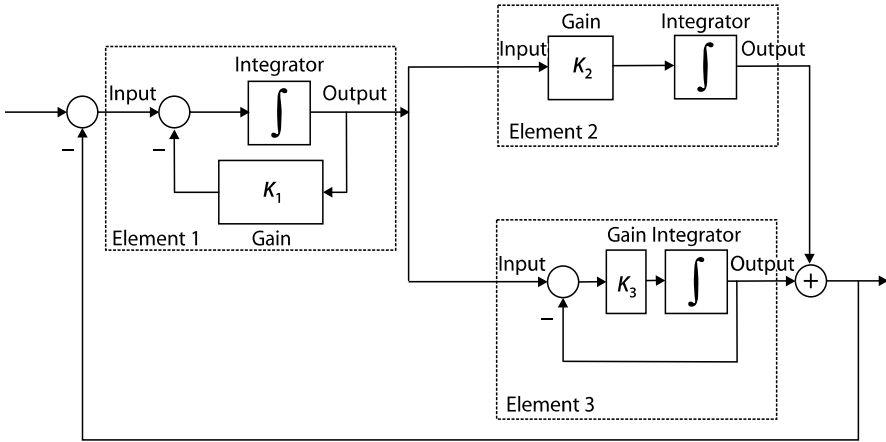 Gain
Integrator
Input
K₂
∫
Output
Element 2
Integrator
Input
∫
Output
−
−
K₁
Element 1
Gain
Gain Integrator
Input
K₃
∫
Output
+
−
Element 3